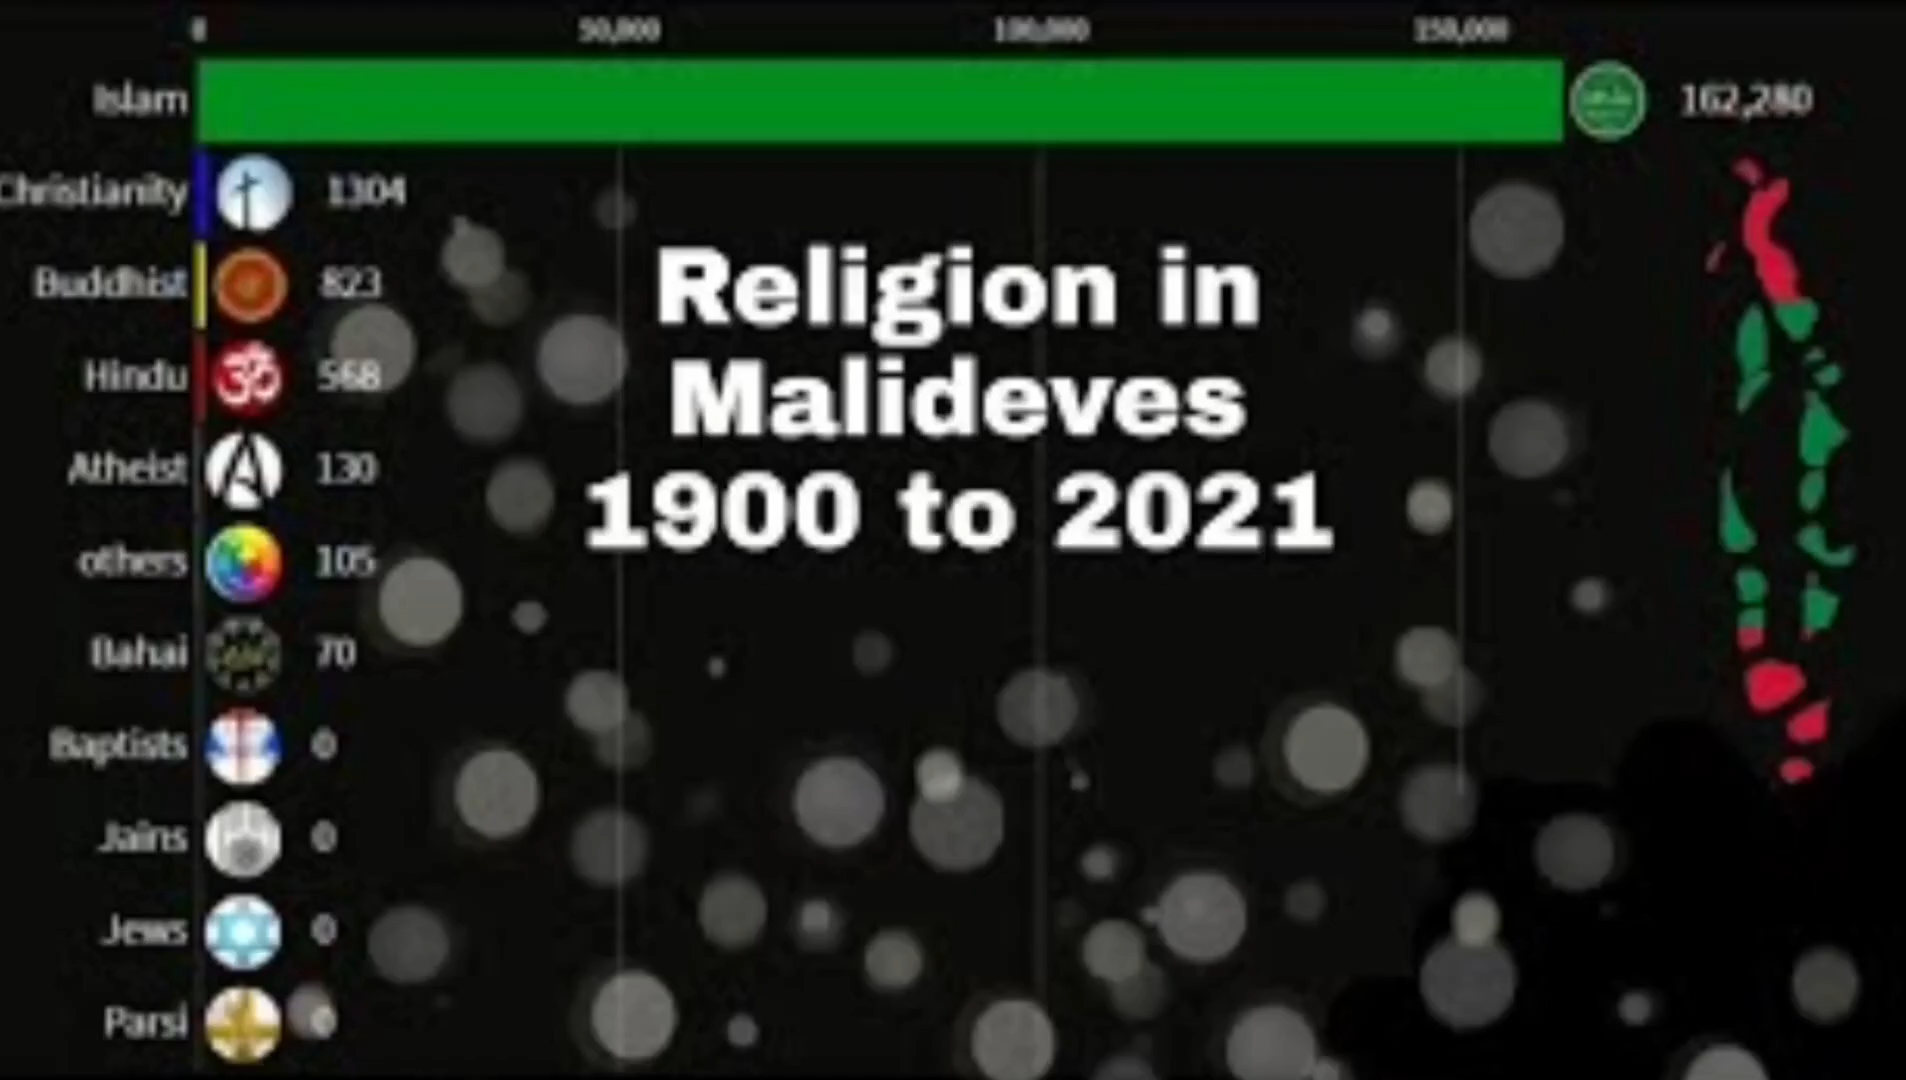 0 50,000 100,000 150,000
Islam 162,280
Christianity 1304
Buddhist 823
Hindu 568
Atheist 130
others 105
Bahai 70
Baptists 0
Jains 0
Jews 0
Parsi 0
Religion in
Malideves
1900 to 2021